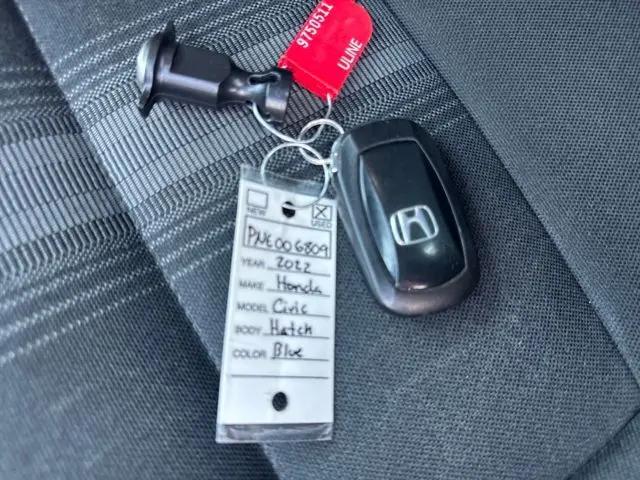 9750511
ULINE
NEW
USED
PNE006809
YEAR 2022
MAKE Honda
MODEL Civic
BODY Hatch
COLOR Blue